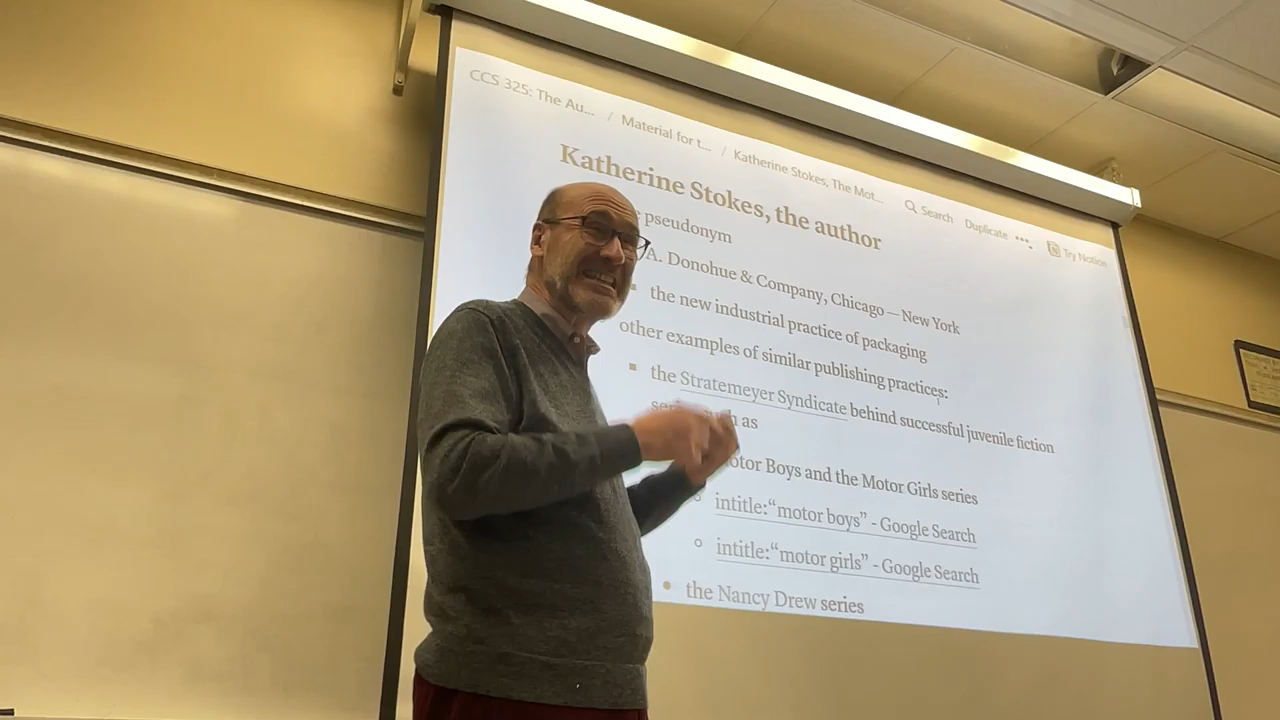 CCS 325: The Au... / Material for t... / Katherine Stokes, The Mot...
Search Duplicate ••• Try Notion
Katherine Stokes, the author
pseudonym
A. Donohue & Company, Chicago — New York
the new industrial practice of packaging
other examples of similar publishing practices:
the Stratemeyer Syndicate behind successful juvenile fiction
as
Motor Boys and the Motor Girls series
intitle:“motor boys” - Google Search
intitle:“motor girls” - Google Search
the Nancy Drew series